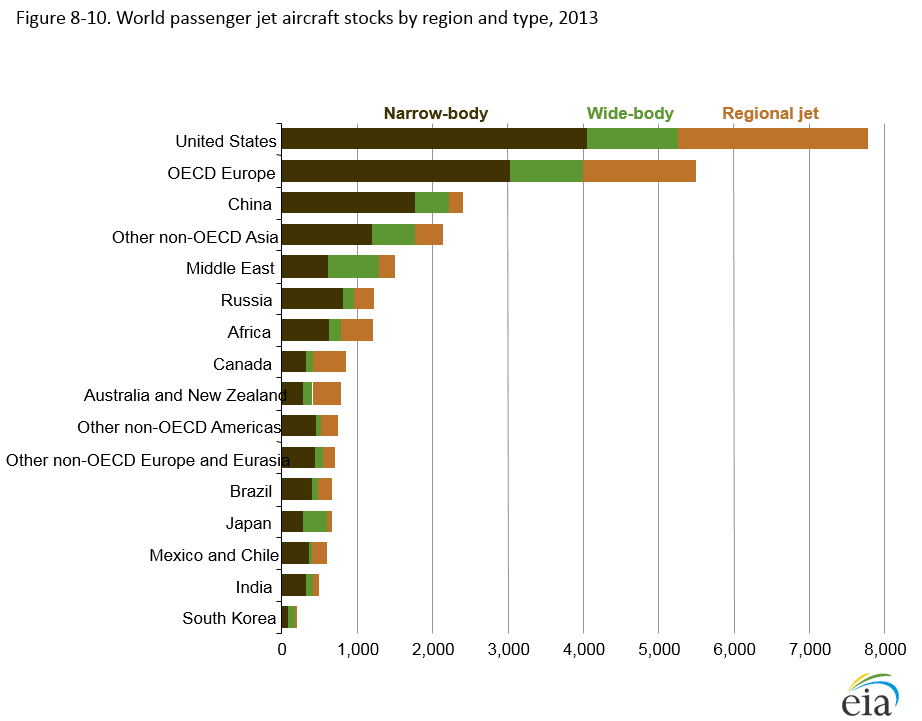 Figure 8-10. World passenger jet aircraft stocks by region and type, 2013
Narrow-body Wide-body Regional jet
United States
OECD Europe
China
Other non-OECD Asia
Middle East
Russia
Africa
Canada
Australia and New Zealand
Other non-OECD Americas
Other non-OECD Europe and Eurasia
Brazil
Japan
Mexico and Chile
India
South Korea
0 1,000 2,000 3,000 4,000 5,000 6,000 7,000 8,000
eia